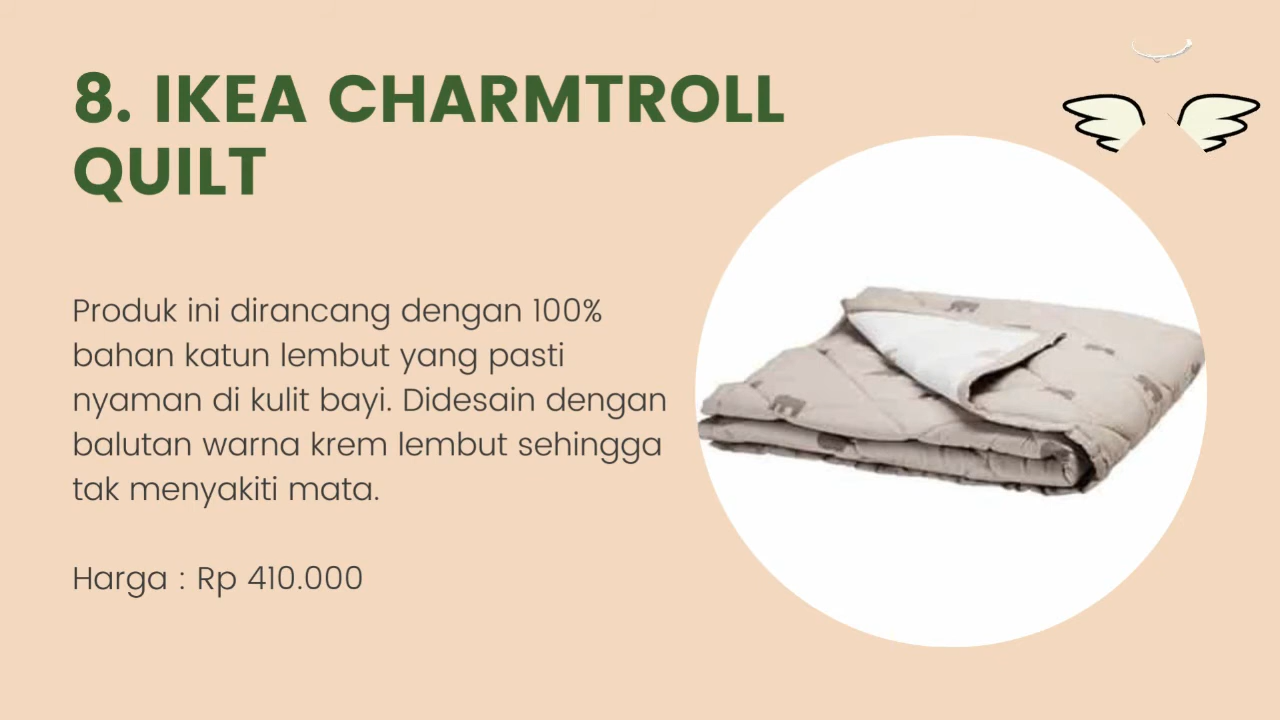 8. IKEA CHARMTROLL
QUILT
Produk ini dirancang dengan 100%
bahan katun lembut yang pasti
nyaman di kulit bayi. Didesain dengan
balutan warna krem lembut sehingga
tak menyakiti mata.
Harga : Rp 410.000